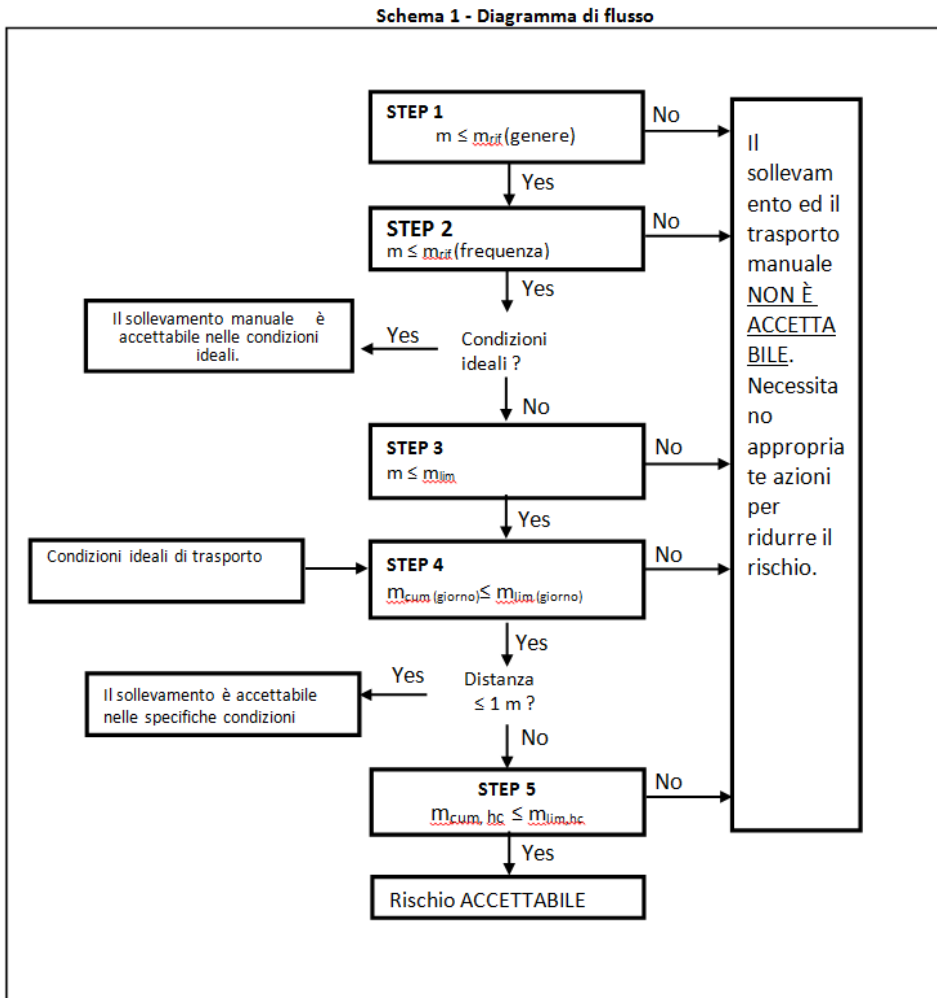 Schema 1 - Diagramma di flusso
STEP 1
m ≤ mrif(genere)
No
Yes
STEP 2
m ≤ mrif(frequenza)
No
Yes
Il sollevamento manuale è
accettabile nelle condizioni
ideali.
Yes
Condizioni
ideali ?
No
STEP 3
m ≤ mlim
No
Yes
Condizioni ideali di trasporto
STEP 4
mcum (giorno) ≤ mlim (giorno)
No
Yes
Il sollevamento è accettabile
nelle specifiche condizioni
Yes
Distanza
≤ 1 m ?
No
STEP 5
mcum, hc ≤ mlim,hc
No
Yes
Rischio ACCETTABILE
Il
sollevam
ento ed il
trasporto
manuale
NON È
ACCETTA
BILE.
Necessita
no
appropria
te azioni
per
ridurre il
rischio.